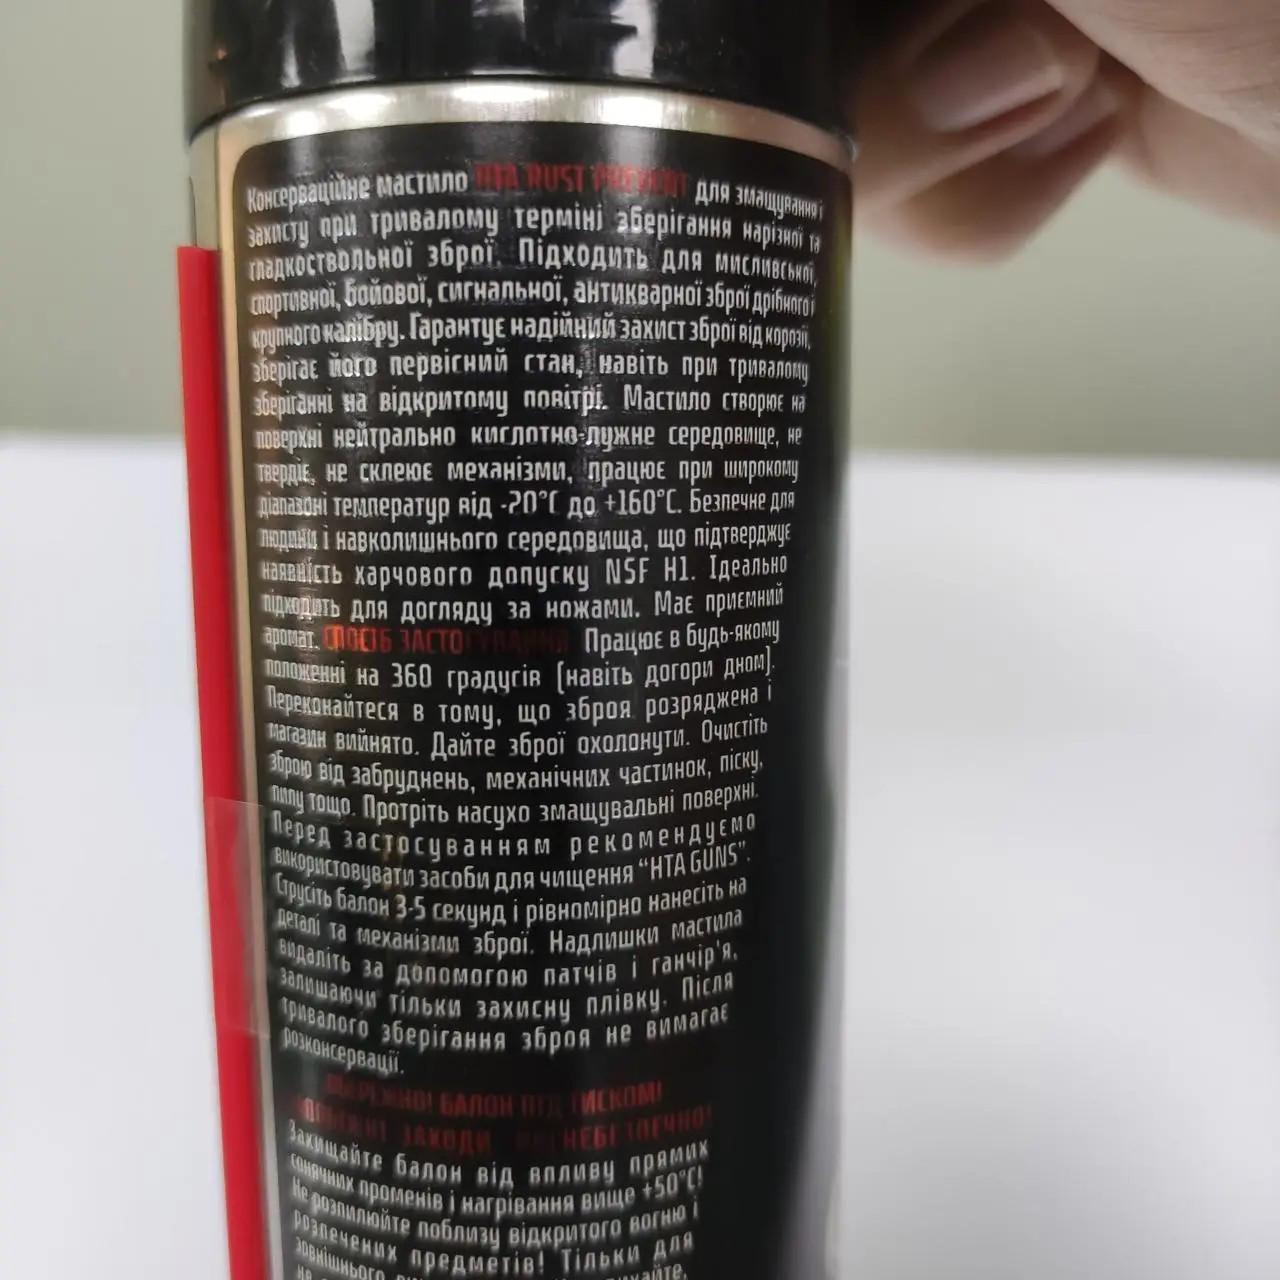 Консерваційне мастило HTA RUST PREVENT для змащування і
захисту при тривалому терміні зберігання нарізної та
гладкоствольної зброї. Підходить для мисливської,
спортивної, бойової, сигнальної, антикварної зброї дрібного і
крупного калібру. Гарантує надійний захист зброї від корозії,
зберігає його первісний стан, навіть при тривалому
зберіганні на відкритому повітрі. Мастило створює на
поверхні нейтрально кислотно-лужне середовище, не
твердіє, не склеює механізми, працює при широкому
діапазоні температур від -20°C до +160°C. Безпечне для
людини і навколишнього середовища, що підтверджує
наявність харчового допуску NSF H1. Ідеально
підходить для догляду за ножами. Має приємний
аромат. СПОСІБ ЗАСТОСУВАННЯ Працює в будь-якому
положенні на 360 градусів (навіть догори дном).
Переконайтеся в тому, що зброя розряджена і
магазин вийнято. Дайте зброї охолонути. Очистіть
зброю від забруднень, механічних частинок, піску,
пилу тощо. Протріть насухо змащувальні поверхні.
Перед застосуванням рекомендуємо
використовувати засоби для чищення “HTA GUNS”.
Струсіть балон 3-5 секунд і рівномірно нанесіть на
деталі та механізми зброї. Надлишки мастила
видаліть за допомогою патчів і ганчір'я,
залишаючи тільки захисну плівку. Після
тривалого зберігання зброя не вимагає
розконсервації.
ОБЕРЕЖНО! БАЛОН ПІД ТИСКОМ!
ЗАХОДИ
Захищайте балон від впливу прямих
сонячних променів і нагрівання вище +50°C!
Не розпилюйте поблизу відкритого вогню і
розпечених предметів! Тільки для
зовнішнього
не